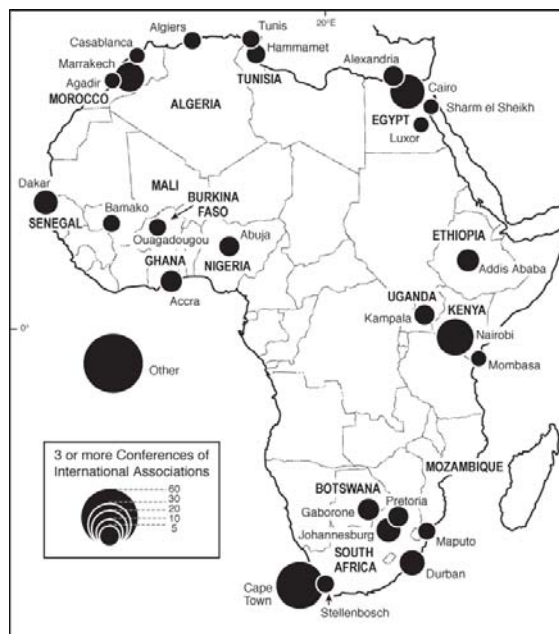 20°E
Algiers
Tunis
Casablanca
Hammamet
Alexandria
Marrakech
Cairo
Agadir
TUNISIA
MOROCCO
Sharm el Sheikh
ALGERIA
EGYPT
Luxor
Dakar
MALI
BURKINA
FASO
Bamako
SENEGAL
Ouagadougou
Abuja
ETHIOPIA
GHANA
NIGERIA
Addis Ababa
Accra
UGANDA
KENYA
Kampala
0°
Nairobi
Mombasa
Other
3 or more Conferences of
International Associations
60
30
20
10
5
MOZAMBIQUE
BOTSWANA
Pretoria
Gaborone
Johannesburg
Maputo
SOUTH
AFRICA
Durban
Cape
Town
Stellenbosch